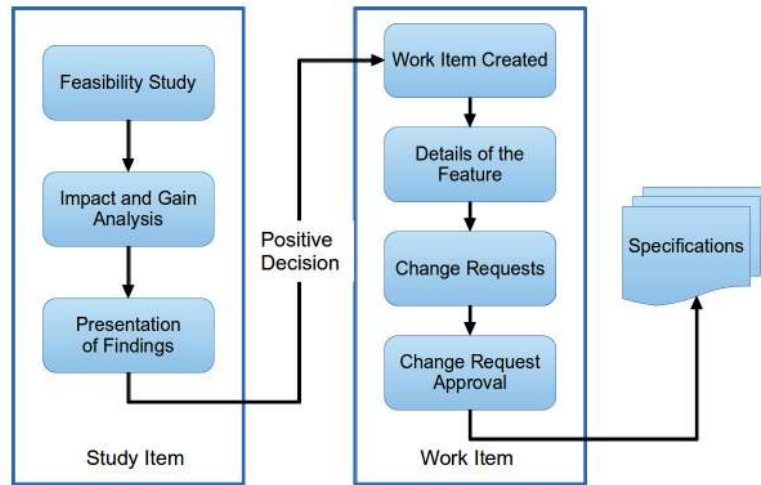 Feasibility Study
Impact and Gain
Analysis
Presentation
of Findings
Study Item
Positive
Decision
Work Item Created
Details of the
Feature
Change Requests
Change Request
Approval
Work Item
Specifications